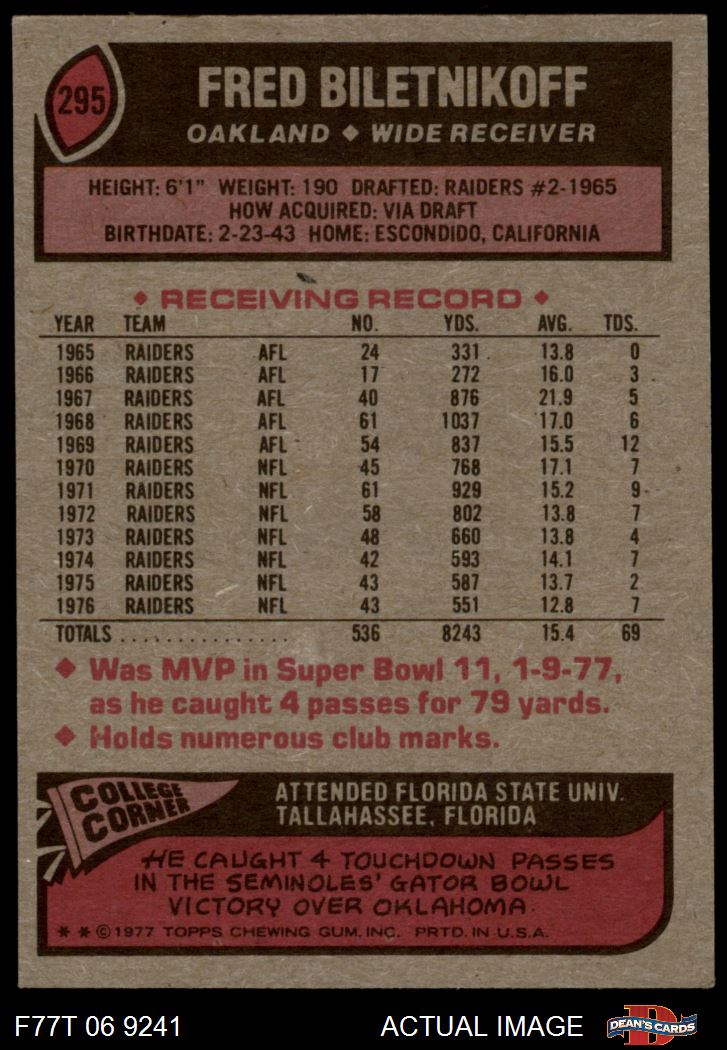 295
FRED BILETNIKOFF
OAKLAND ◆ WIDE RECEIVER
HEIGHT: 6'1" WEIGHT: 190 DRAFTED: RAIDERS #2-1965
HOW ACQUIRED: VIA DRAFT
BIRTHDATE: 2-23-43 HOME: ESCONDIDO, CALIFORNIA
◆ RECEIVING RECORD ◆
YEAR TEAM NO. YDS. AVG. TDS.
1965 RAIDERS AFL 24 331 13.8 0
1966 RAIDERS AFL 17 272 16.0 3
1967 RAIDERS AFL 40 876 21.9 5
1968 RAIDERS AFL 61 1037 17.0 6
1969 RAIDERS AFL 54 837 15.5 12
1970 RAIDERS NFL 45 768 17.1 7
1971 RAIDERS NFL 61 929 15.2 9
1972 RAIDERS NFL 58 802 13.8 7
1973 RAIDERS NFL 48 660 13.8 4
1974 RAIDERS NFL 42 593 14.1 7
1975 RAIDERS NFL 43 587 13.7 2
1976 RAIDERS NFL 43 551 12.8 7
TOTALS ................ 536 8243 15.4 69
◆ Was MVP in Super Bowl 11, 1-9-77,
as he caught 4 passes for 79 yards.
◆ Holds numerous club marks.
COLLEGE
CORNER
ATTENDED FLORIDA STATE UNIV.
TALLAHASSEE, FLORIDA
HE CAUGHT 4 TOUCHDOWN PASSES
IN THE SEMINOLES' GATOR BOWL
VICTORY OVER OKLAHOMA.
* * © 1977 TOPPS CHEWING GUM, INC. PRTD. IN U.S.A.
F77T 06 9241 ACTUAL IMAGE
D
DEAN'S CARDS